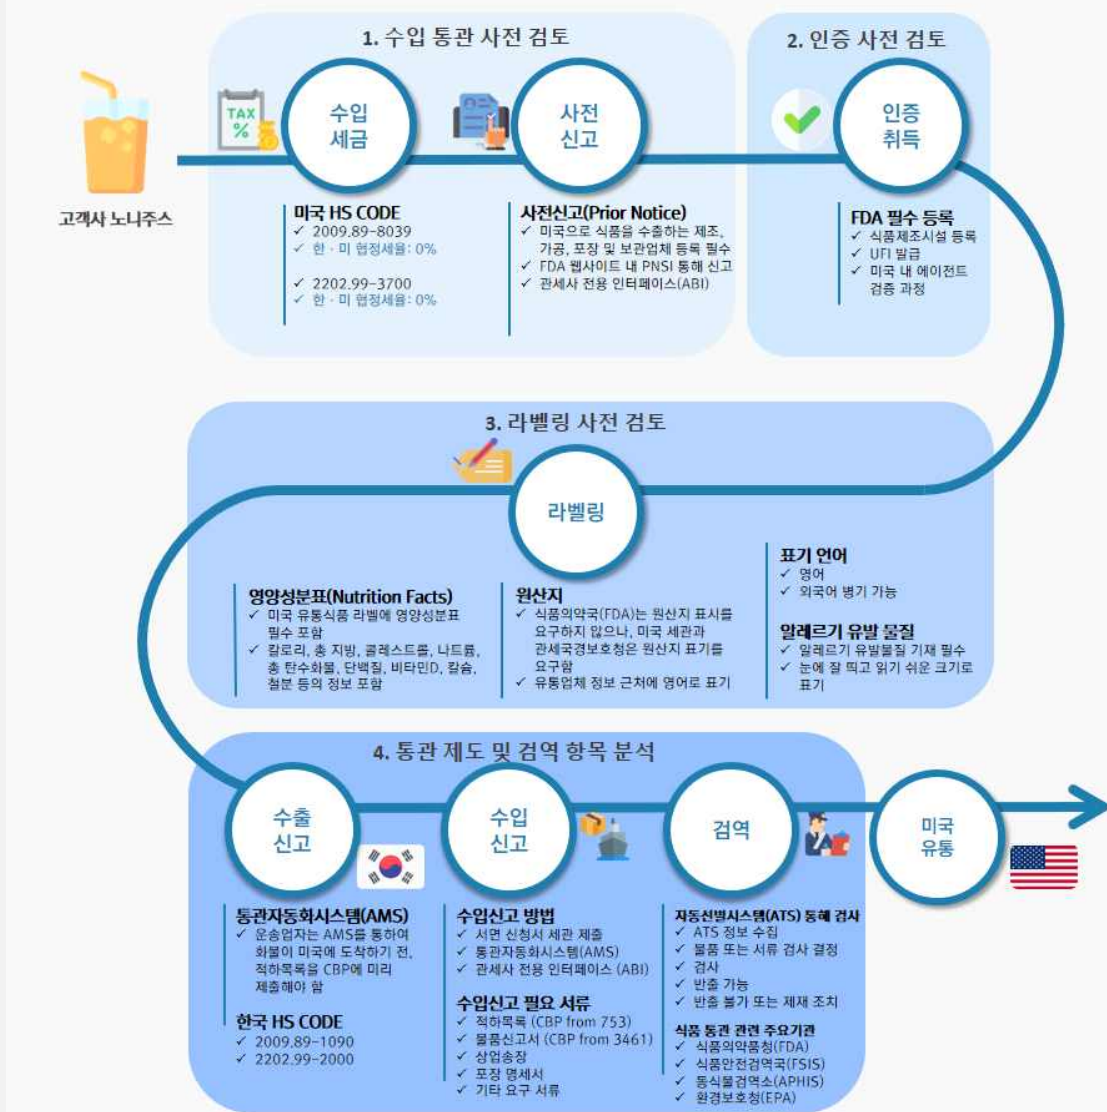 1. 수입 통관 사전 검토
2. 인증 사전 검토
TAX
%
수입
세금
사전
신고
인증
취득
고객사 노니주스
미국 HS CODE
✓ 2009.89-8039
✓ 한 · 미 협정세율: 0%
✓ 2202.99-3700
✓ 한 · 미 협정세율: 0%
사전신고(Prior Notice)
✓ 미국으로 식품을 수출하는 제조,
가공, 포장 및 보관업체 등록 필수
✓ FDA 웹사이트 내 PNSI 통해 신고
✓ 관세사 전용 인터페이스(ABI)
FDA 필수 등록
✓ 식품제조시설 등록
✓ UFI 발급
✓ 미국 내 에이전트
검증 과정
3. 라벨링 사전 검토
라벨링
영양성분표(Nutrition Facts)
✓ 미국 유통식품 라벨에 영양성분표
필수 포함
✓ 칼로리, 총 지방, 콜레스트롤, 나트륨,
총 탄수화물, 단백질, 비타민D, 칼슘,
철분 등의 정보 포함
원산지
✓ 식품의약국(FDA)는 원산지 표시를
요구하지 않으나, 미국 세관과
관세국경보호청은 원산지 표기를
요구함
✓ 유통업체 정보 근처에 영어로 표기
표기 언어
✓ 영어
✓ 외국어 병기 가능
알레르기 유발 물질
✓ 알레르기 유발물질 기재 필수
✓ 눈에 잘 띄고 읽기 쉬운 크기로
표기
4. 통관 제도 및 검역 항목 분석
수출
신고
수입
신고
검역
미국
유통
통관자동화시스템(AMS)
✓ 운송업자는 AMS를 통하여
화물이 미국에 도착하기 전,
적하목록을 CBP에 미리
제출해야 함
한국 HS CODE
✓ 2009.89-1090
✓ 2202.99-2000
수입신고 방법
✓ 서면 신청서 세관 제출
✓ 통관자동화시스템(AMS)
✓ 관세사 전용 인터페이스 (ABI)
수입신고 필요 서류
✓ 적하목록 (CBP from 753)
✓ 물품신고서 (CBP from 3461)
✓ 상업송장
✓ 포장 명세서
✓ 기타 요구 서류
자동선별시스템(ATS) 통해 검사
✓ ATS 정보 수집
✓ 물품 또는 서류 검사 결정
✓ 검사
✓ 반출 가능
✓ 반출 불가 또는 제재 조치
식품 통관 관련 주요기관
✓ 식품의약품청(FDA)
✓ 식품안전검역국(FSIS)
✓ 동식물검역소(APHIS)
✓ 환경보호청(EPA)